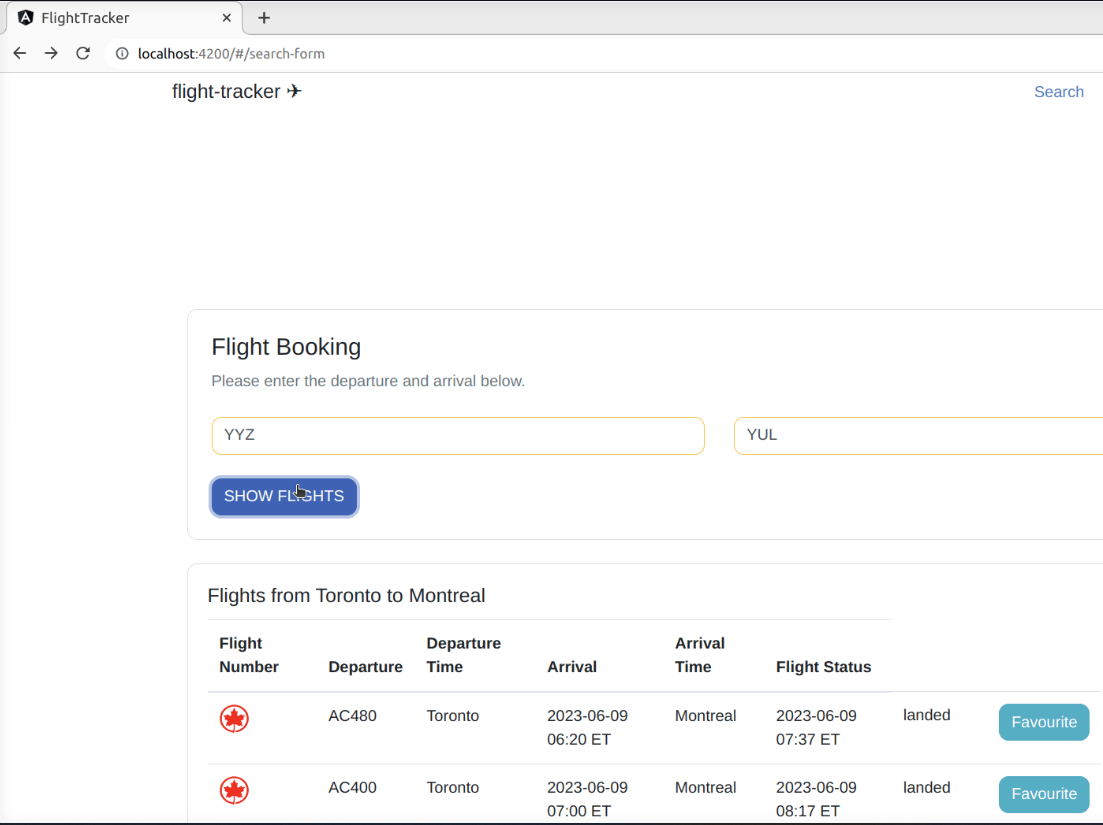 FlightTracker
localhost:4200/#/search-form
flight-tracker ✈ Search
Flight Booking
Please enter the departure and arrival below.
YYZ YUL
SHOW FLIGHTS
Flights from Toronto to Montreal
Flight Number Departure Departure Time Arrival Arrival Time Flight Status
AC480 Toronto 2023-06-09 06:20 ET Montreal 2023-06-09 07:37 ET landed Favourite
AC400 Toronto 2023-06-09 07:00 ET Montreal 2023-06-09 08:17 ET landed Favourite